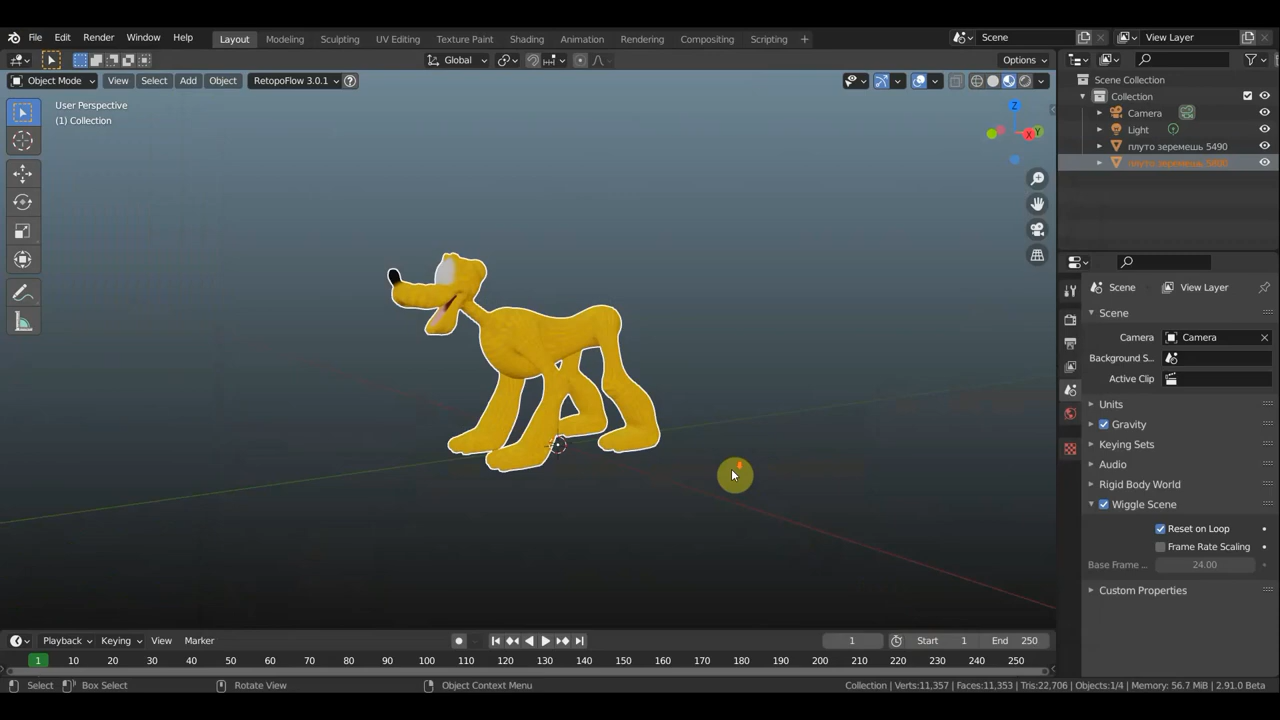 File Edit Render Window Help Layout Modeling Sculpting UV Editing Texture Paint Shading Animation Rendering Compositing Scripting + Scene View Layer
Global Options
Object Mode View Select Add Object RetopoFlow 3.0.1 ?
User Perspective
(1) Collection
Z
X
Y
Scene Collection
Collection
Camera
Light
плуто зеремешь 5490
Scene View Layer
Scene
Camera Camera
Background S...
Active Clip
Units
Gravity
Keying Sets
Audio
Rigid Body World
Wiggle Scene
Reset on Loop
Frame Rate Scaling
Base Frame ... 24.00
Custom Properties
Playback Keying View Marker 1 Start 1 End 250
1 10 20 30 40 50 60 70 80 90 100 110 120 130 140 150 160 170 180 190 200 210 220 230 240 250
Select Box Select Rotate View Object Context Menu Collection | Verts:11,357 | Faces:11,353 | Tris:22,706 | Objects:1/4 | Memory: 56.7 MiB | 2.91.0 Beta